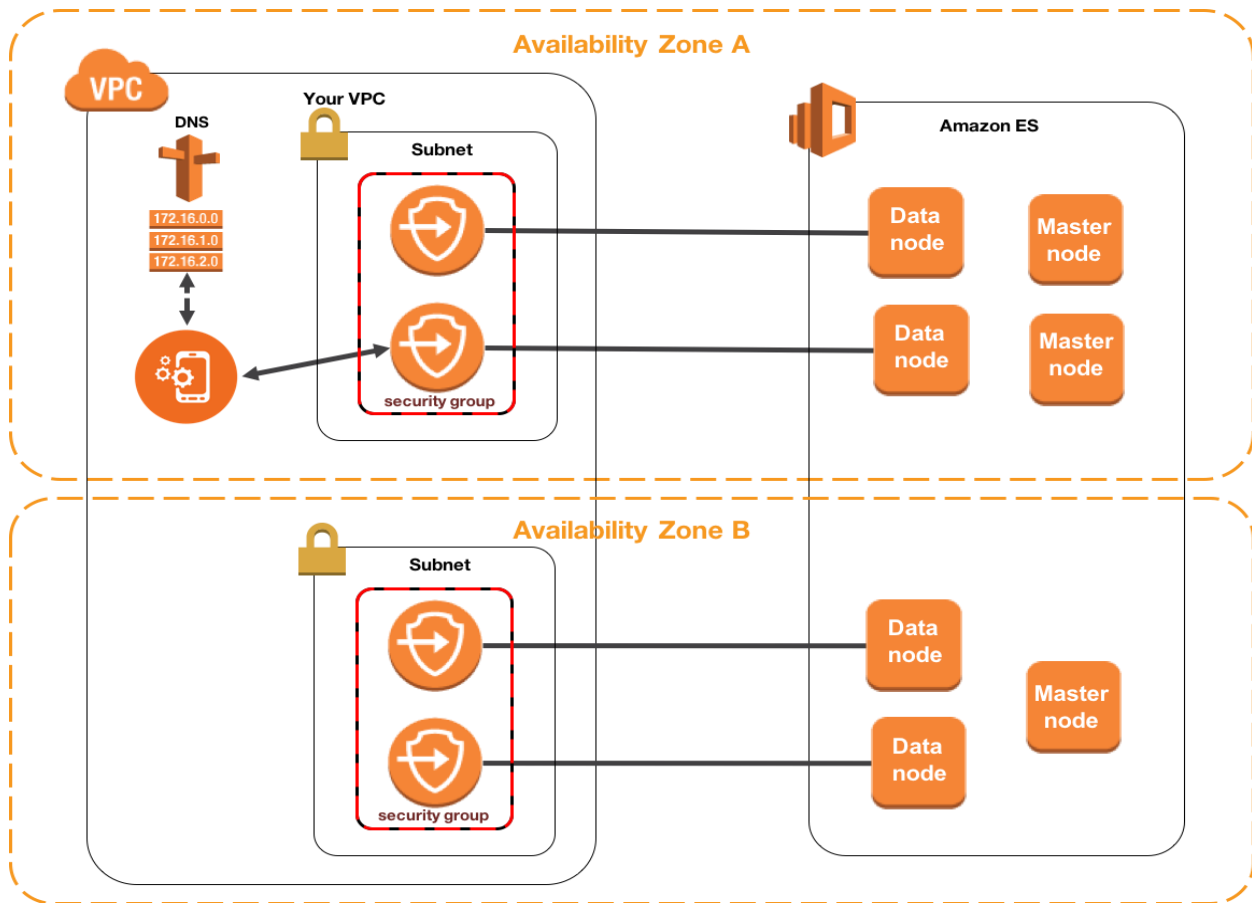 Availability Zone A
VPC
Your VPC
DNS
Subnet
Amazon ES
172.16.0.0
172.16.1.0
172.16.2.0
Data
node
Master
node
Data
node
Master
node
security group
Availability Zone B
Subnet
Data
node
Master
node
Data
node
security group